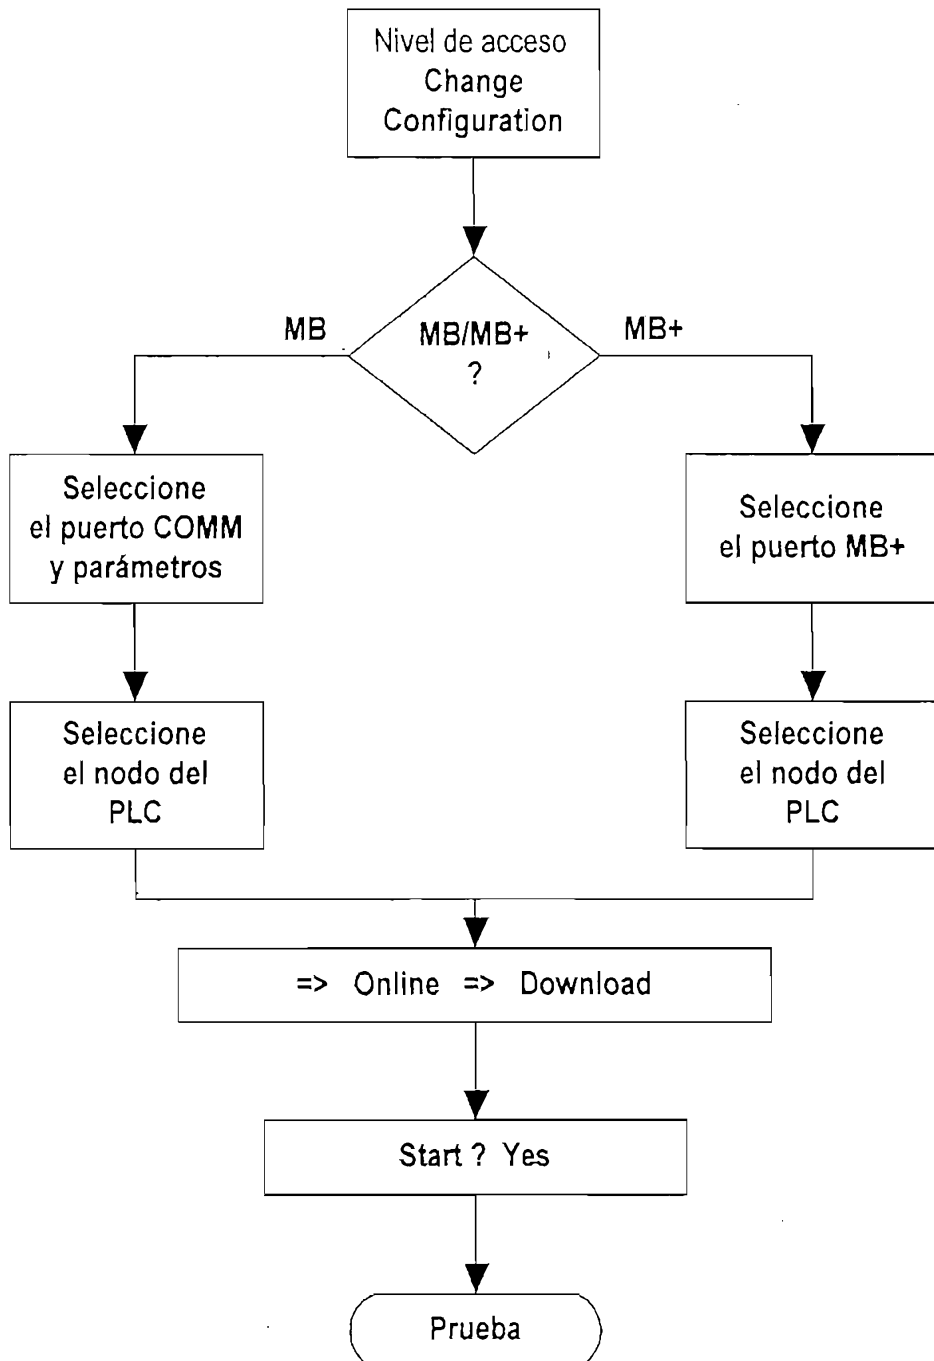 Nivel de acceso
Change
Configuration
MB
MB/MB+
?
MB+
Seleccione
el puerto COMM
y parámetros
Seleccione
el puerto MB+
Seleccione
el nodo del
PLC
Seleccione
el nodo del
PLC
=> Online => Download
Start ? Yes
Prueba